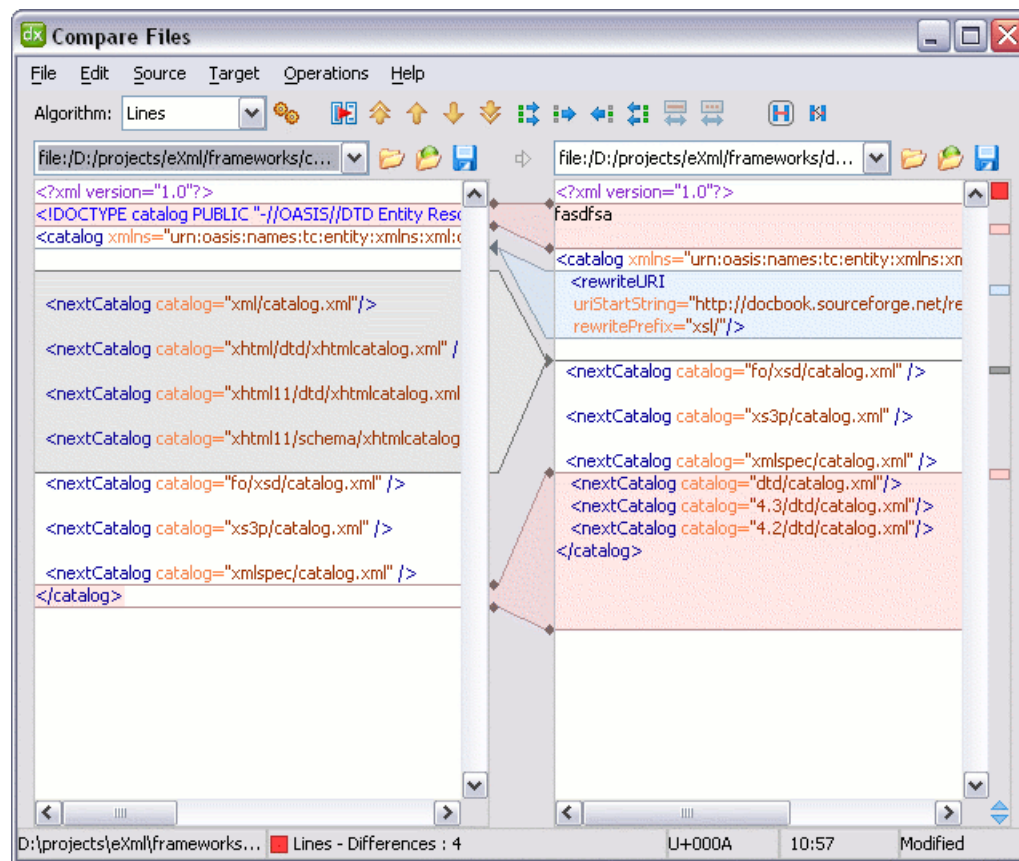 dx Compare Files
File Edit Source Target Operations Help
Algorithm: Lines
file:/D:/projects/eXml/frameworks/c...
file:/D:/projects/eXml/frameworks/d...
<?xml version="1.0"?>
<!DOCTYPE catalog PUBLIC "-//OASIS//DTD Entity Reso
<catalog xmlns="urn:oasis:names:tc:entity:xmlns:xml:c
<nextCatalog catalog="xml/catalog.xml"/>
<nextCatalog catalog="xhtml/dtd/xhtmlcatalog.xml" /
<nextCatalog catalog="xhtml11/dtd/xhtmlcatalog.xml
<nextCatalog catalog="xhtml11/schema/xhtmlcatalog
<nextCatalog catalog="fo/xsd/catalog.xml" />
<nextCatalog catalog="xs3p/catalog.xml" />
<nextCatalog catalog="xmlspec/catalog.xml" />
</catalog>
<?xml version="1.0"?>
fasdfsa
<catalog xmlns="urn:oasis:names:tc:entity:xmlns:xn
<rewriteURI
uriStartString="http://docbook.sourceforge.net/re
rewritePrefix="xsl/"/>
<nextCatalog catalog="fo/xsd/catalog.xml" />
<nextCatalog catalog="xs3p/catalog.xml" />
<nextCatalog catalog="xmlspec/catalog.xml" />
<nextCatalog catalog="dtd/catalog.xml"/>
<nextCatalog catalog="4.3/dtd/catalog.xml"/>
<nextCatalog catalog="4.2/dtd/catalog.xml"/>
</catalog>
D:\projects\eXml\frameworks... Lines - Differences : 4 U+000A 10:57 Modified